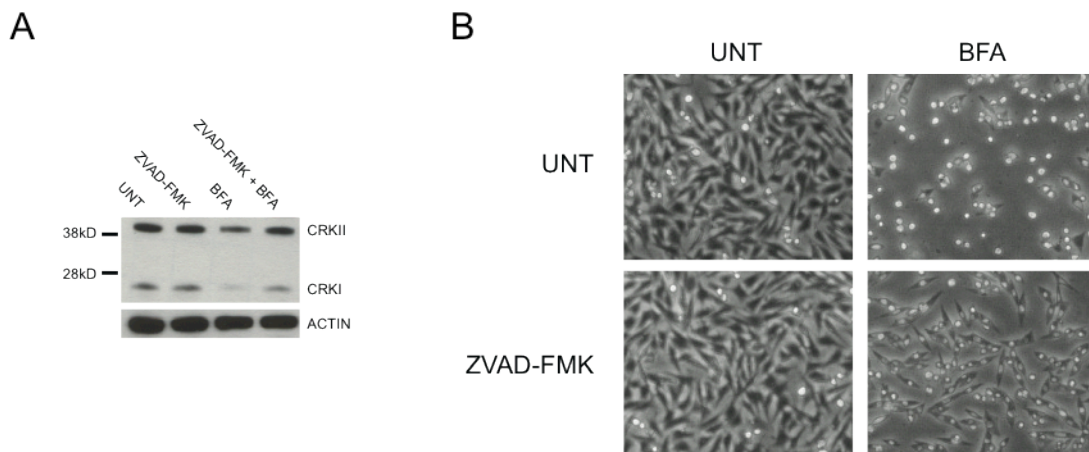 A
UNT
ZVAD-FMK
BFA
ZVAD-FMK + BFA
38kD
CRKII
28kD
CRKI
ACTIN
B
UNT
BFA
UNT
ZVAD-FMK